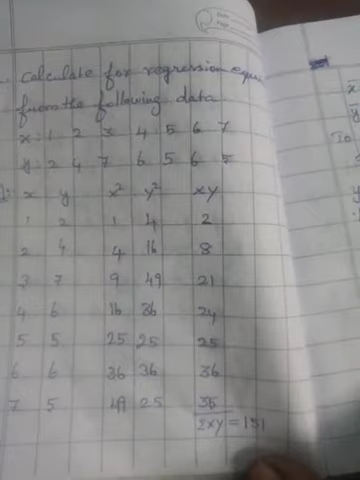 Calculate for regression
from the following data
x: 1 2 3 4 5 6 7
y: 2 4 7 6 5 6 5
x y x² y² xy
1 2 1 4 2
2 4 4 16 8
3 7 9 49 21
4 6 16 36 24
5 5 25 25 25
6 6 36 36 36
7 5 49 25 35
Σxy = 151
x
y
To
y